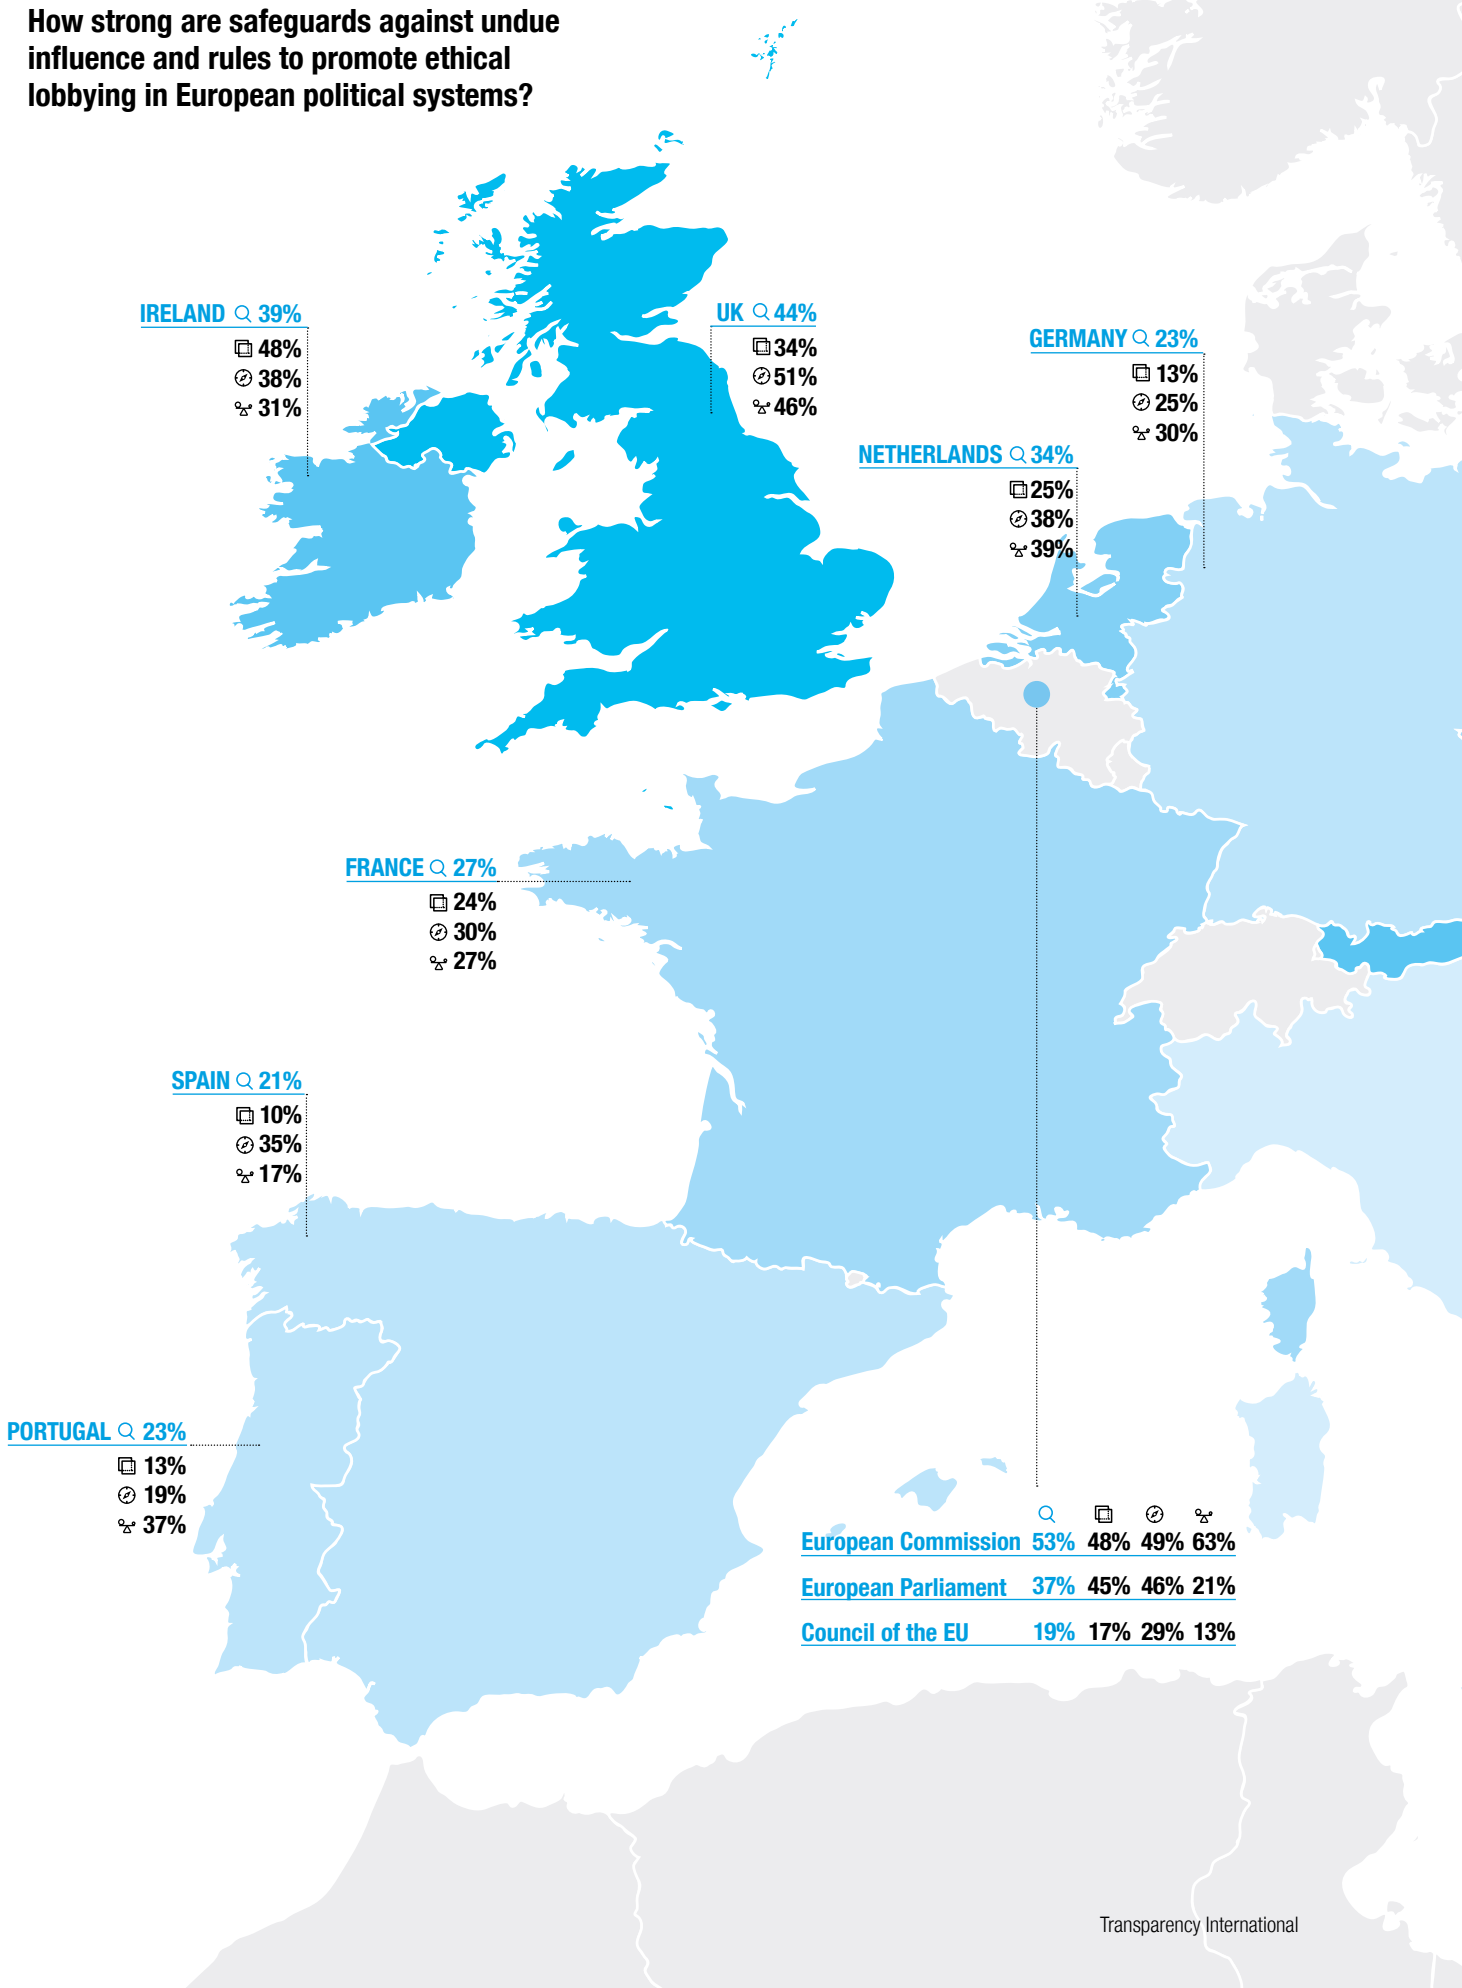 How strong are safeguards against undue
influence and rules to promote ethical
lobbying in European political systems?
IRELAND 39%
48%
38%
31%
UK 44%
34%
51%
46%
GERMANY 23%
13%
25%
30%
NETHERLANDS 34%
25%
38%
39%
FRANCE 27%
24%
30%
27%
SPAIN 21%
10%
35%
17%
PORTUGAL 23%
13%
19%
37%
European Commission 53% 48% 49% 63%
European Parliament 37% 45% 46% 21%
Council of the EU 19% 17% 29% 13%
Transparency International